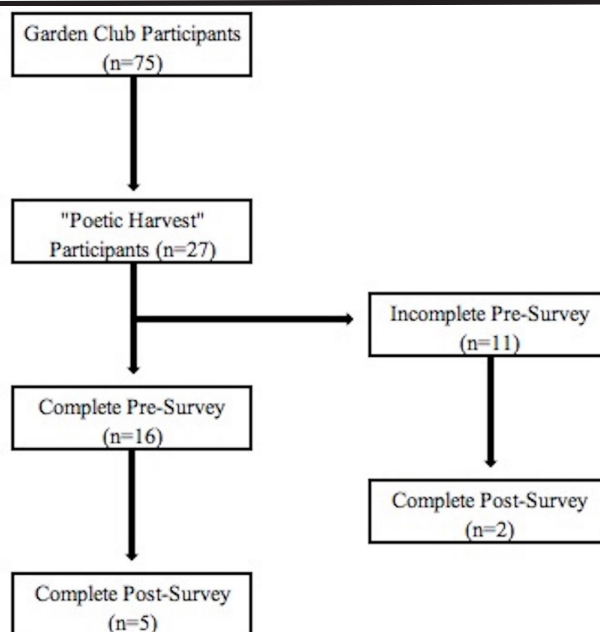 Garden Club Participants
(n=75)
"Poetic Harvest"
Participants (n=27)
Incomplete Pre-Survey
(n=11)
Complete Pre-Survey
(n=16)
Complete Post-Survey
(n=2)
Complete Post-Survey
(n=5)